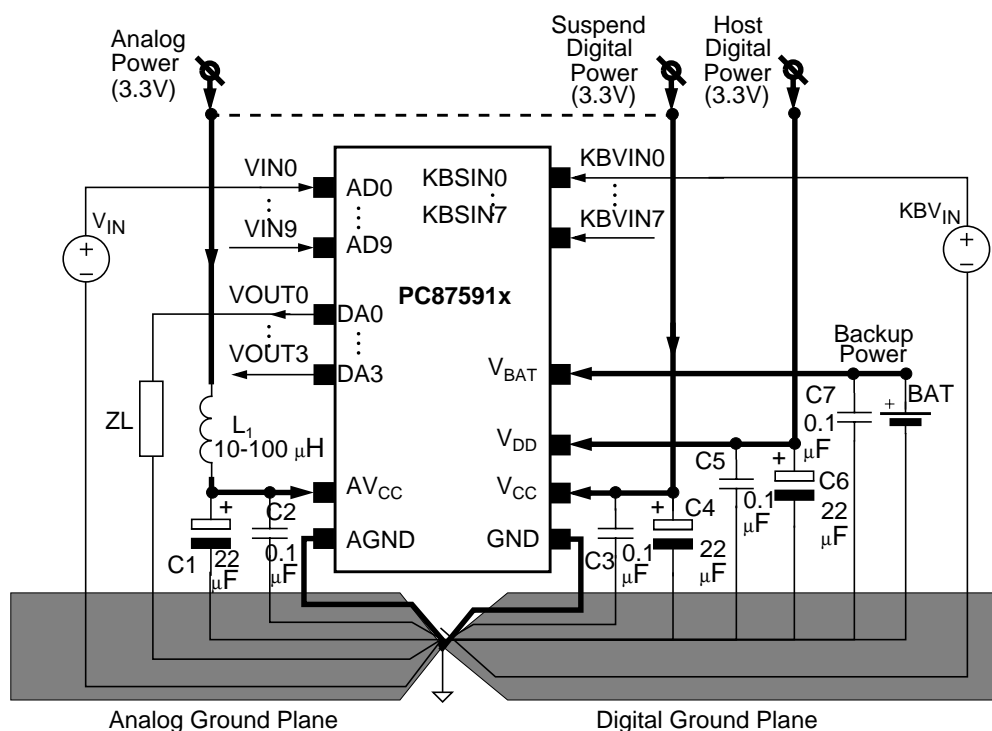 Analog
Power
(3.3V)
Suspend
Digital
Power
(3.3V)
Host
Digital
Power
(3.3V)
VIN0
VIN9
VOUT0
VOUT3
AD0
AD9
DA0
DA3
KBSIN0
KBSIN7
KBVIN0
KBVIN7
VIN
+
−
KBVIN
+
−
PC87591x
VBAT
VDD
VCC
AVCC
AGND
GND
Backup
Power
BAT
+
ZL
L1
10-100 μH
+
C1
22
μF
C2
0.1
μF
C3
0.1
μF
+
C4
22
μF
C5
0.1
μF
+
C6
22
μF
C7
0.1
μF
Analog Ground Plane
Digital Ground Plane